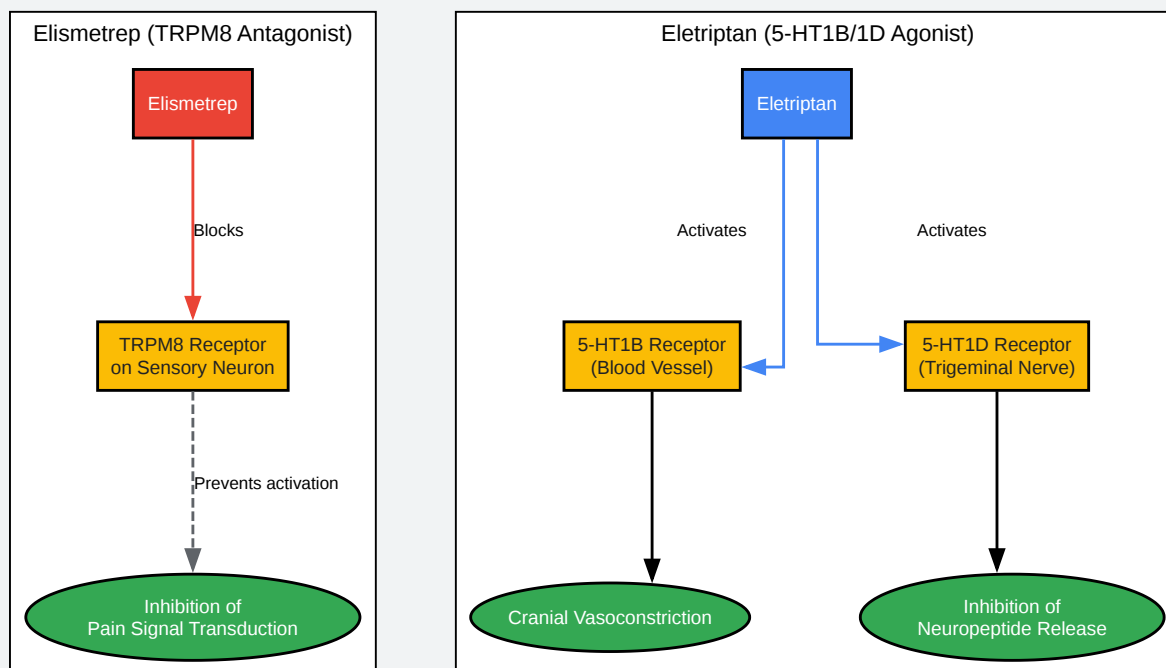 Elismetrep (TRPM8 Antagonist)
Elismetrep
Blocks
TRPM8 Receptor
on Sensory Neuron
Prevents activation
Inhibition of
Pain Signal Transduction
Eletriptan (5-HT1B/1D Agonist)
Eletriptan
Activates
Activates
5-HT1B Receptor
(Blood Vessel)
5-HT1D Receptor
(Trigeminal Nerve)
Cranial Vasoconstriction
Inhibition of
Neuropeptide Release